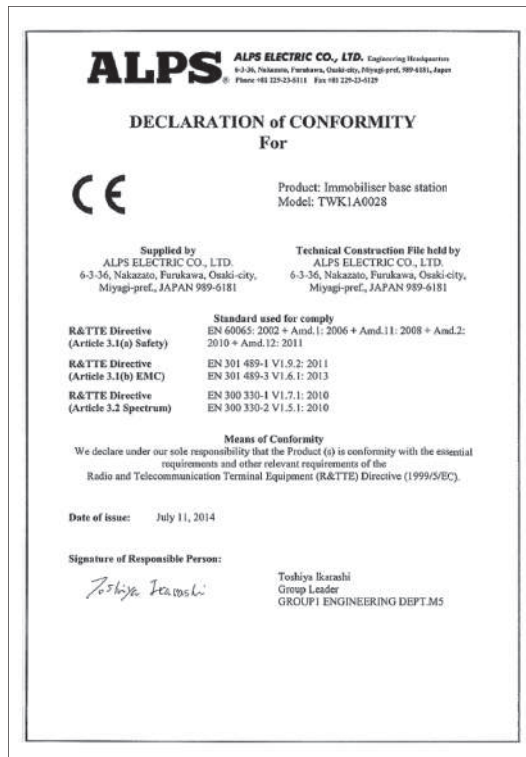 ALPS® ALPS ELECTRIC CO., LTD. Engineering Headquarters
6-3-36, Nakazato, Furukawa, Osaki-city, Miyagi-pref, 989-6181, Japan
Phone +81 229-23-5111 Fax +81 229-23-5129
DECLARATION of CONFORMITY
For
CE
Product: Immobiliser base station
Model: TWK1A0028
Supplied by
ALPS ELECTRIC CO., LTD.
6-3-36, Nakazato, Furukawa, Osaki-city,
Miyagi-pref., JAPAN 989-6181
Technical Construction File held by
ALPS ELECTRIC CO., LTD.
6-3-36, Nakazato, Furukawa, Osaki-city,
Miyagi-pref., JAPAN 989-6181
Standard used for comply
R&TTE Directive EN 60065: 2002 + Amd.1: 2006 + Amd.11: 2008 + Amd.2:
(Article 3.1(a) Safety) 2010 + Amd.12: 2011
R&TTE Directive EN 301 489-1 V1.9.2: 2011
(Article 3.1(b) EMC) EN 301 489-3 V1.6.1: 2013
R&TTE Directive EN 300 330-1 V1.7.1: 2010
(Article 3.2 Spectrum) EN 300 330-2 V1.5.1: 2010
Means of Conformity
We declare under our sole responsibility that the Product (s) is conformity with the essential
requirements and other relevant requirements of the
Radio and Telecommunication Terminal Equipment (R&TTE) Directive (1999/5/EC).
Date of issue: July 11, 2014
Signature of Responsible Person:
Toshiya Ikarashi
Toshiya Ikarashi
Group Leader
GROUP1 ENGINEERING DEPT.M5